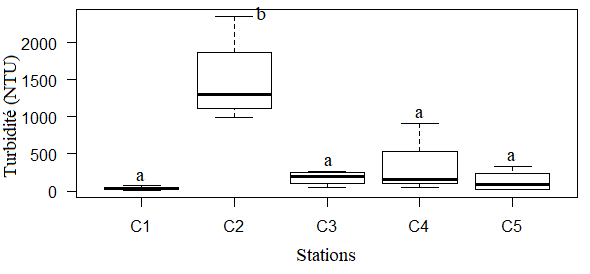 Turbidité (NTU)
2000
1500
1000
500
0
a
b
a
a
a
C1 C2 C3 C4 C5
Stations